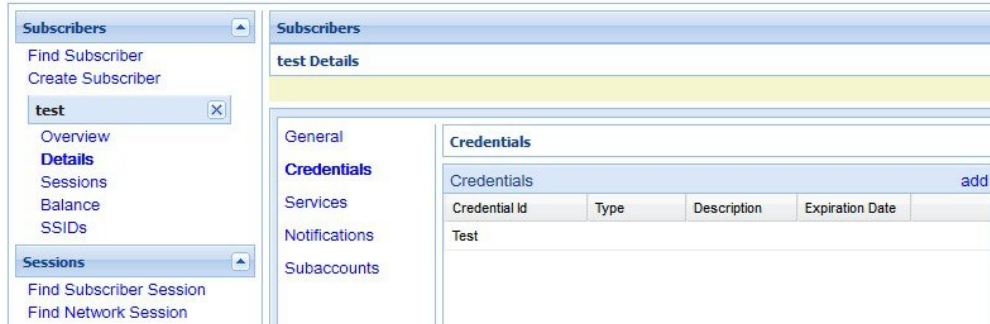 Subscribers
Find Subscriber
Create Subscriber
test
Overview
Details
Sessions
Balance
SSIDs
Sessions
Find Subscriber Session
Find Network Session
Subscribers
test Details
General
Credentials
Services
Notifications
Subaccounts
Credentials
Credentials add
Credential Id Type Description Expiration Date
Test